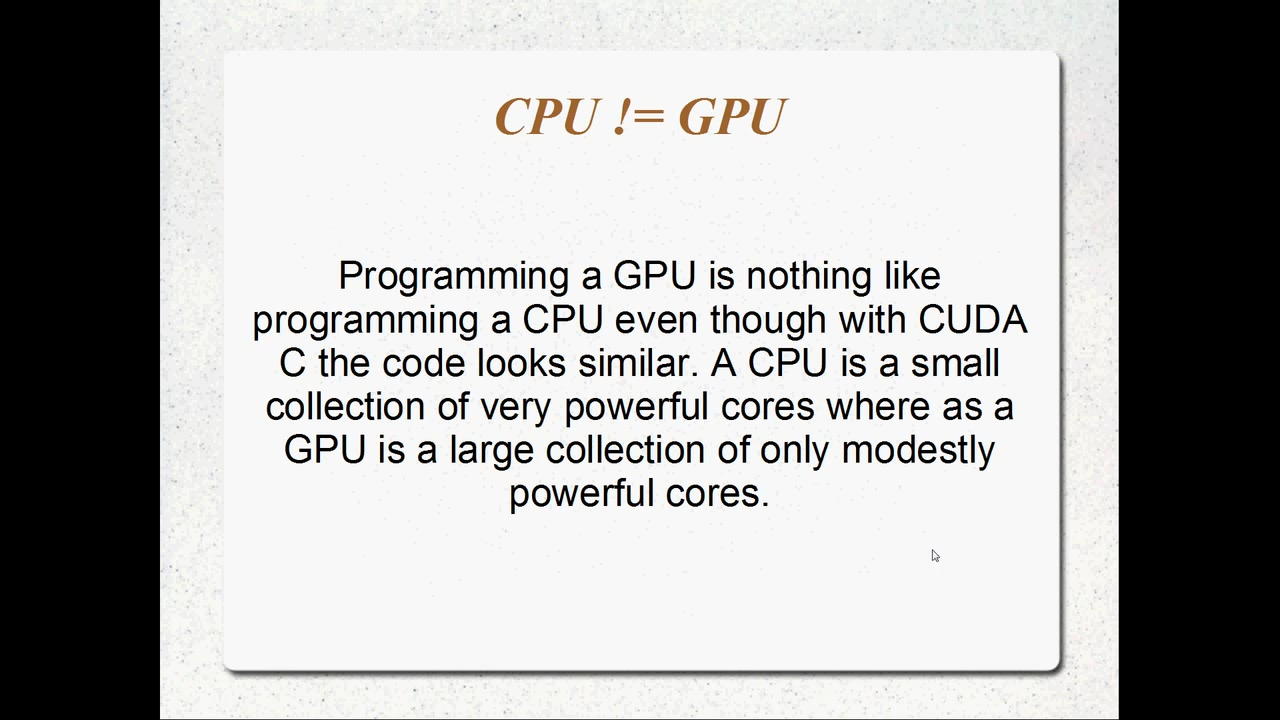 CPU != GPU
Programming a GPU is nothing like
programming a CPU even though with CUDA
C the code looks similar. A CPU is a small
collection of very powerful cores where as a
GPU is a large collection of only modestly
powerful cores.